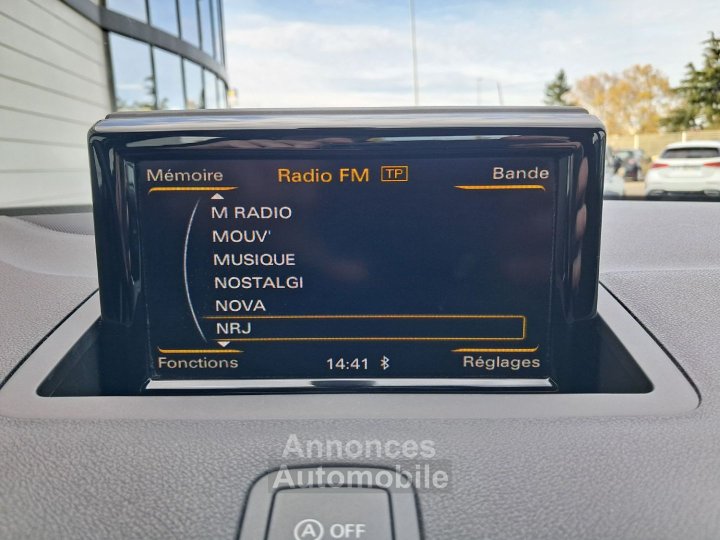 Mémoire Radio FM TP Bande
M RADIO
MOUV'
MUSIQUE
NOSTALGI
NOVA
NRJ
Fonctions 14:41 Réglages
Annonces
Automobile
A OFF